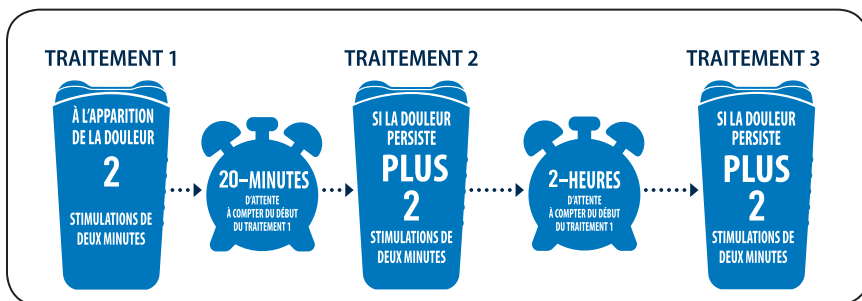 TRAITEMENT 1
À L'APPARITION
DE LA DOULEUR
2
STIMULATIONS DE
DEUX MINUTES
20–MINUTES
D'ATTENTE
À COMPTER DU DÉBUT
DU TRAITEMENT 1
TRAITEMENT 2
SI LA DOULEUR
PERSISTE
PLUS
2
STIMULATIONS DE
DEUX MINUTES
2–HEURES
D'ATTENTE
À COMPTER DU DÉBUT
DU TRAITEMENT 1
TRAITEMENT 3
SI LA DOULEUR
PERSISTE
PLUS
2
STIMULATIONS DE
DEUX MINUTES